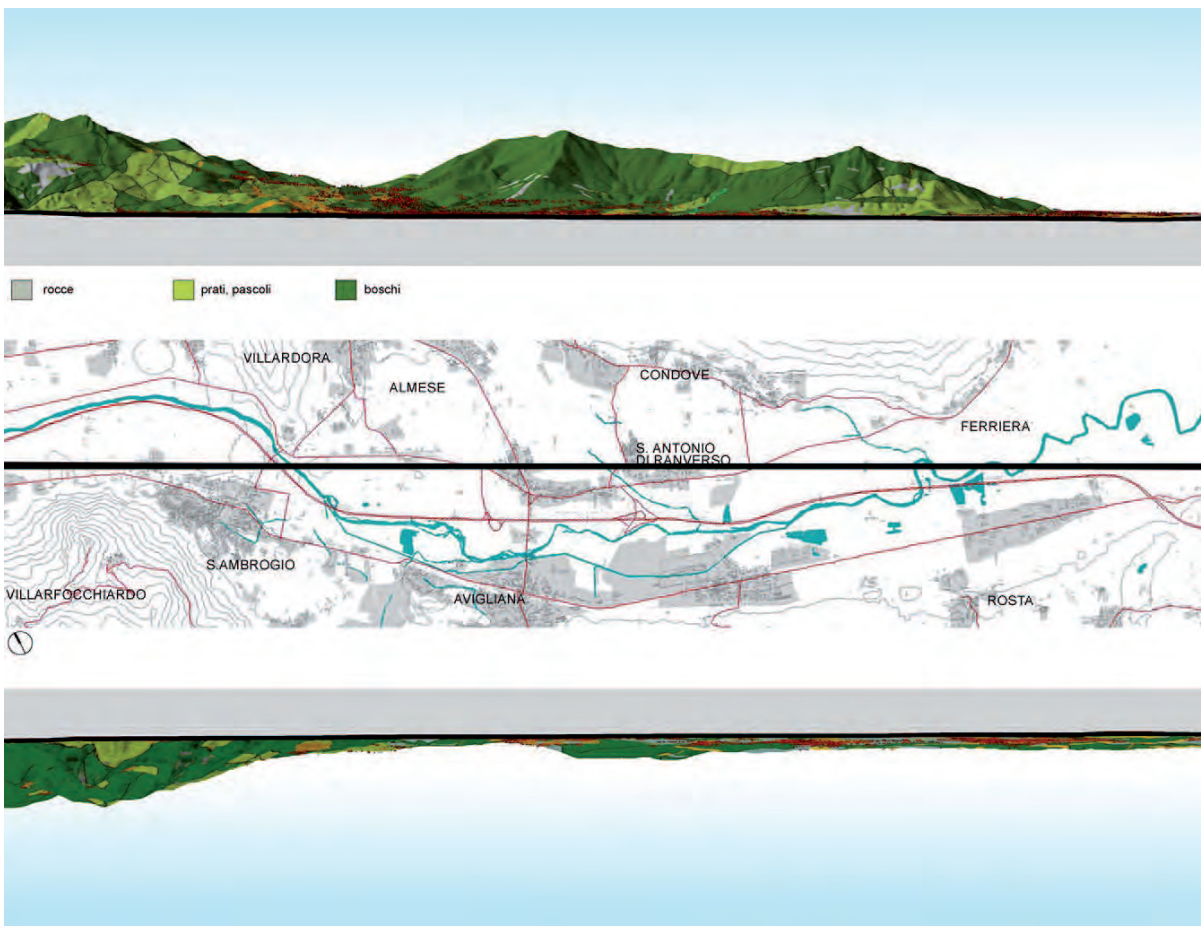 rocce
prati, pascoli
boschi
VILLARDORA
ALMESE
CONDOVE
FERRIERA
S. ANTONIO
DI RANVERSO
S.AMBROGIO
VILLARFOCCHIARDO
AVIGLIANA
ROSTA